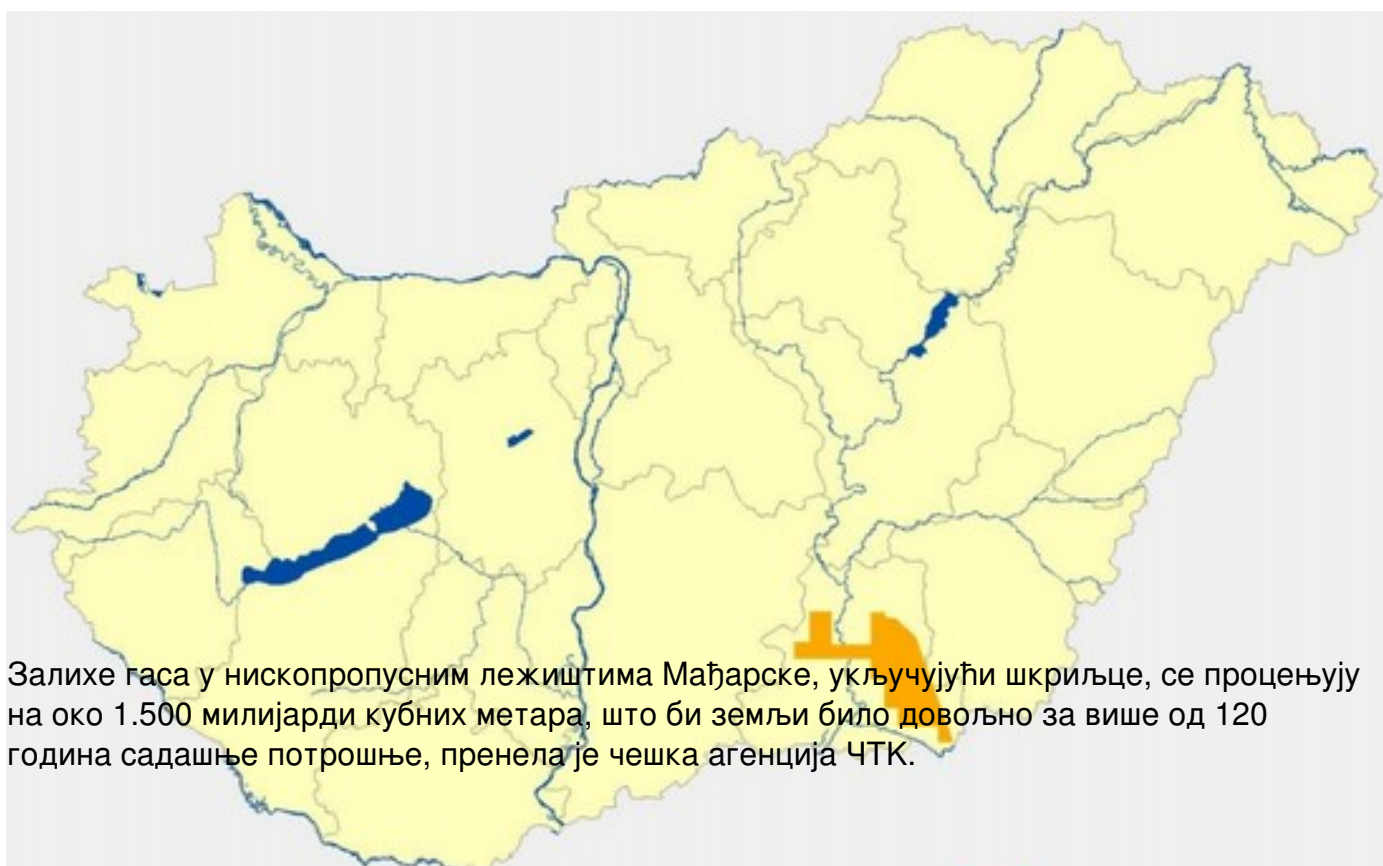 Залихе гаса у нископропусним лежиштима Мађарске, укључујући шкриљце, се процењују
на око 1.500 милијарди кубних метара, што би земљи било довољно за више од 120
година садашње потрошње, пренела је чешка агенција ЧТК.